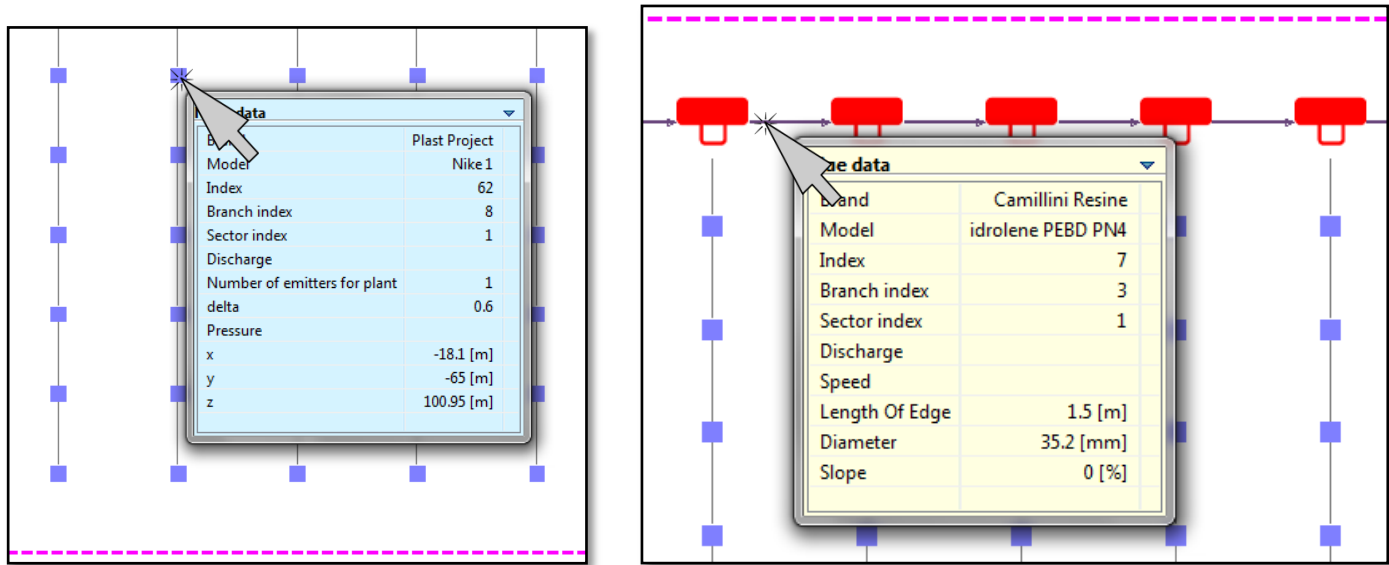 data
Plast Project
Model Nike 1
Index 62
Branch index 8
Sector index 1
Discharge
Number of emitters for plant 1
delta 0.6
Pressure
x -18.1 [m]
y -65 [m]
z 100.95 [m]
data
Brand Camillini Resine
Model idrolene PEBD PN4
Index 7
Branch index 3
Sector index 1
Discharge
Speed
Length Of Edge 1.5 [m]
Diameter 35.2 [mm]
Slope 0 [%]